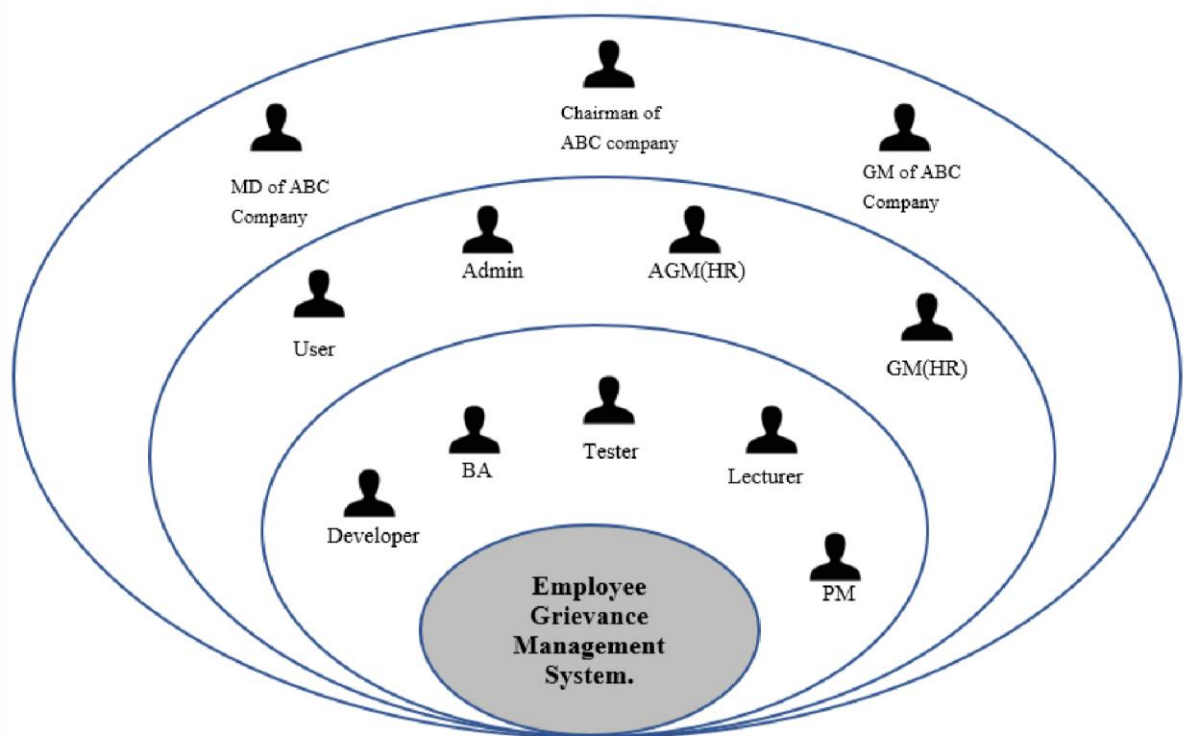 Chairman of
ABC company
MD of ABC
Company
GM of ABC
Company
Admin
AGM(HR)
User
GM(HR)
BA
Tester
Lecturer
Developer
PM
Employee
Grievance
Management
System.